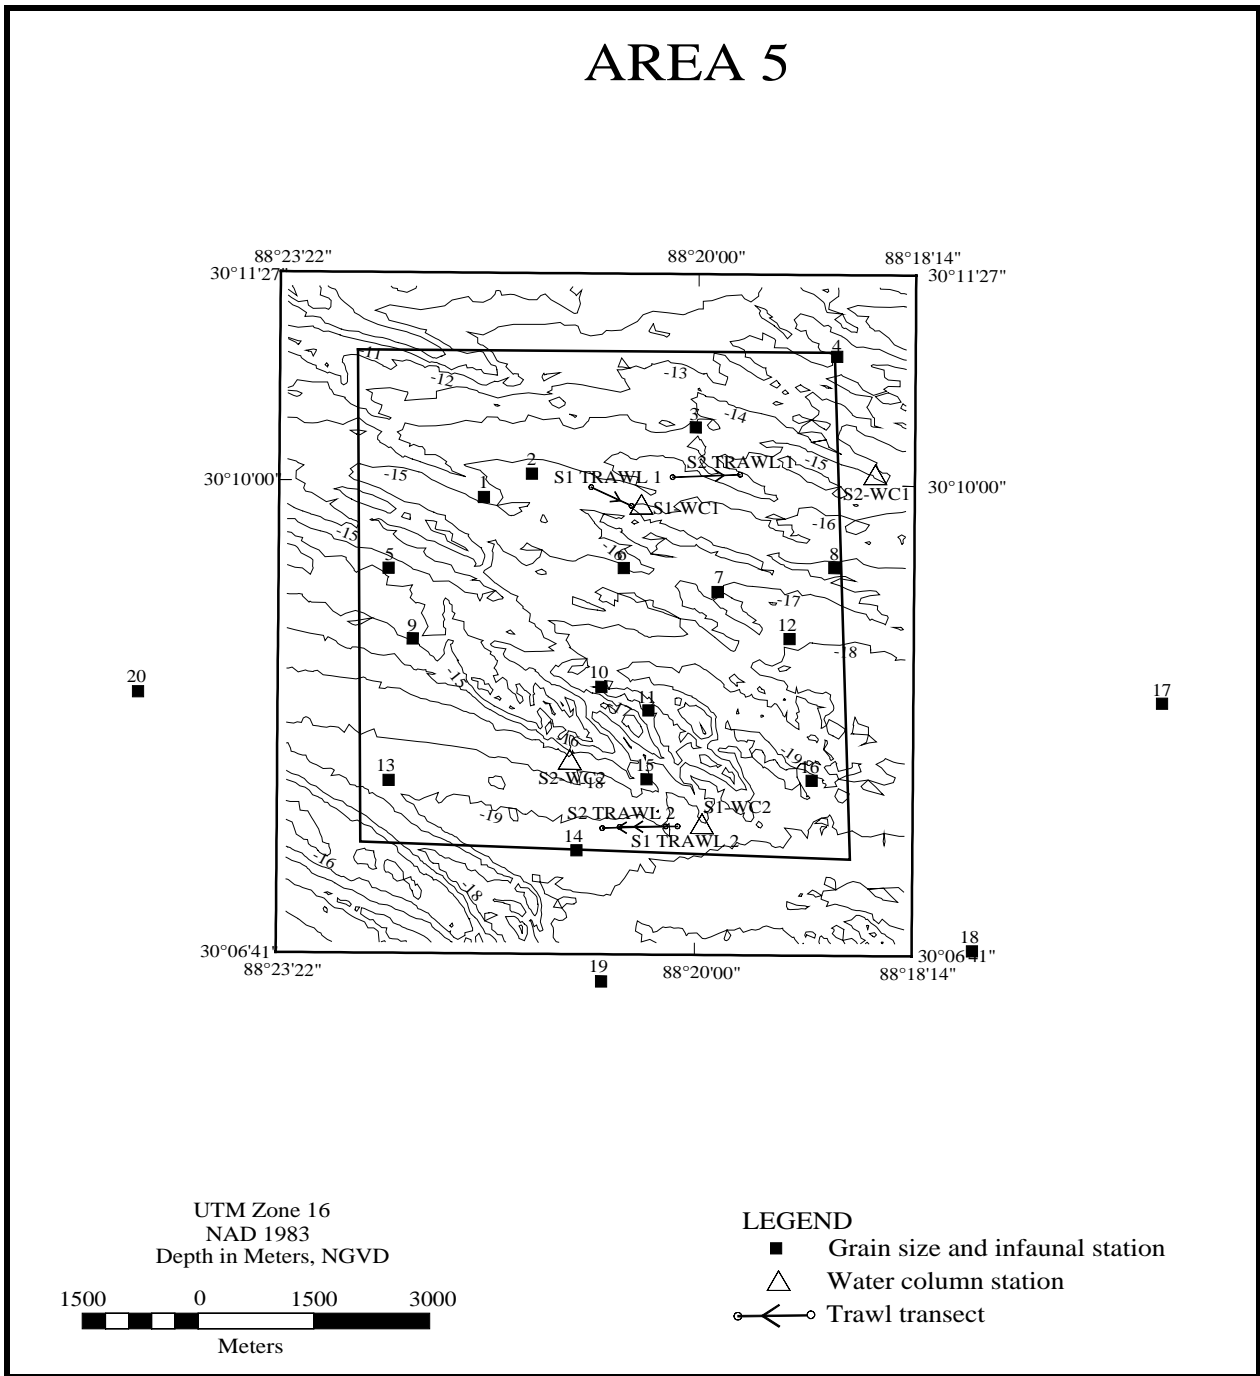 AREA 5
88°23'22"
88°20'00"
88°18'14"
30°11'27"
30°11'27"
4
-11
-12
-13
3
-14
2
S1 TRAWL 1
S2 TRAWL 1
-15
-15
30°10'00"
30°10'00"
1
S1-WC1
S2-WC1
-16
-15
5
-16
6
8
7
-17
9
12
-18
-15
10
-17
20
17
11
-17
-16
-19
13
S2-WC2
15
16
-18
-19
S2 TRAWL 2
S1-WC2
14
S1 TRAWL 2
-16
-18
30°06'41"
30°06'41"
18
88°23'22"
19
88°20'00"
88°18'14"
UTM Zone 16
NAD 1983
Depth in Meters, NGVD
1500 0 1500 3000
Meters
LEGEND
Grain size and infaunal station
Water column station
Trawl transect